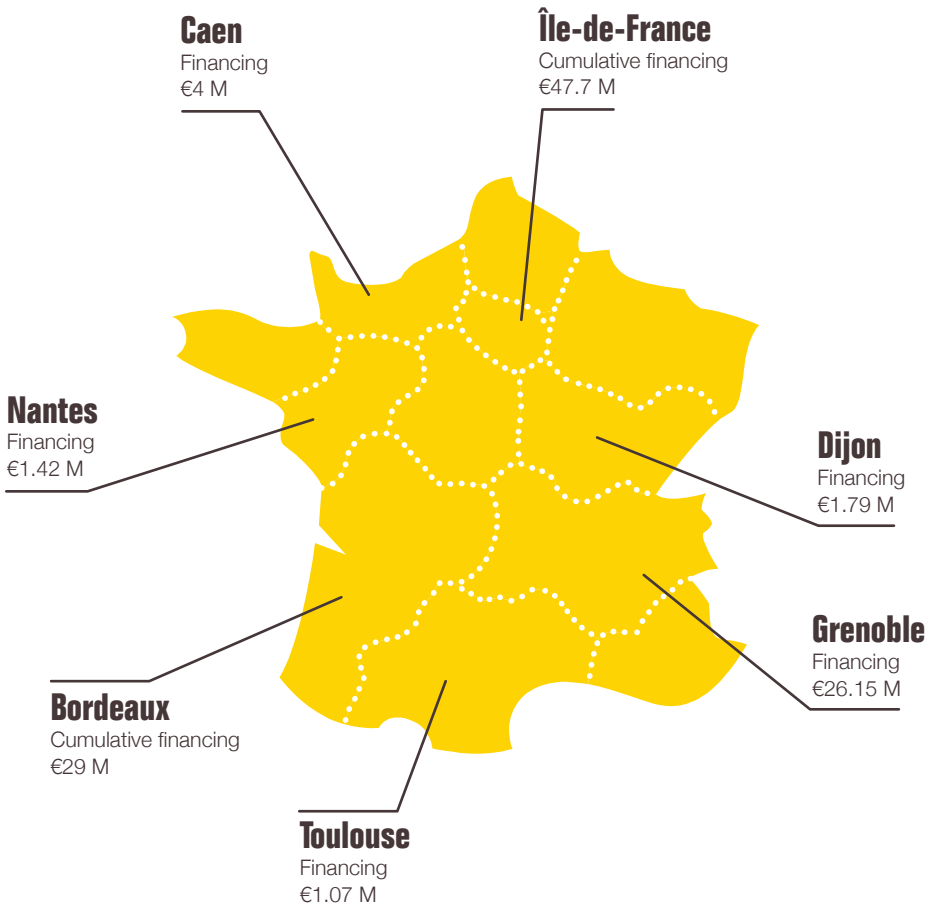 Caen
Financing
€4 M
Île-de-France
Cumulative financing
€47.7 M
Nantes
Financing
€1.42 M
Dijon
Financing
€1.79 M
Grenoble
Financing
€26.15 M
Bordeaux
Cumulative financing
€29 M
Toulouse
Financing
€1.07 M